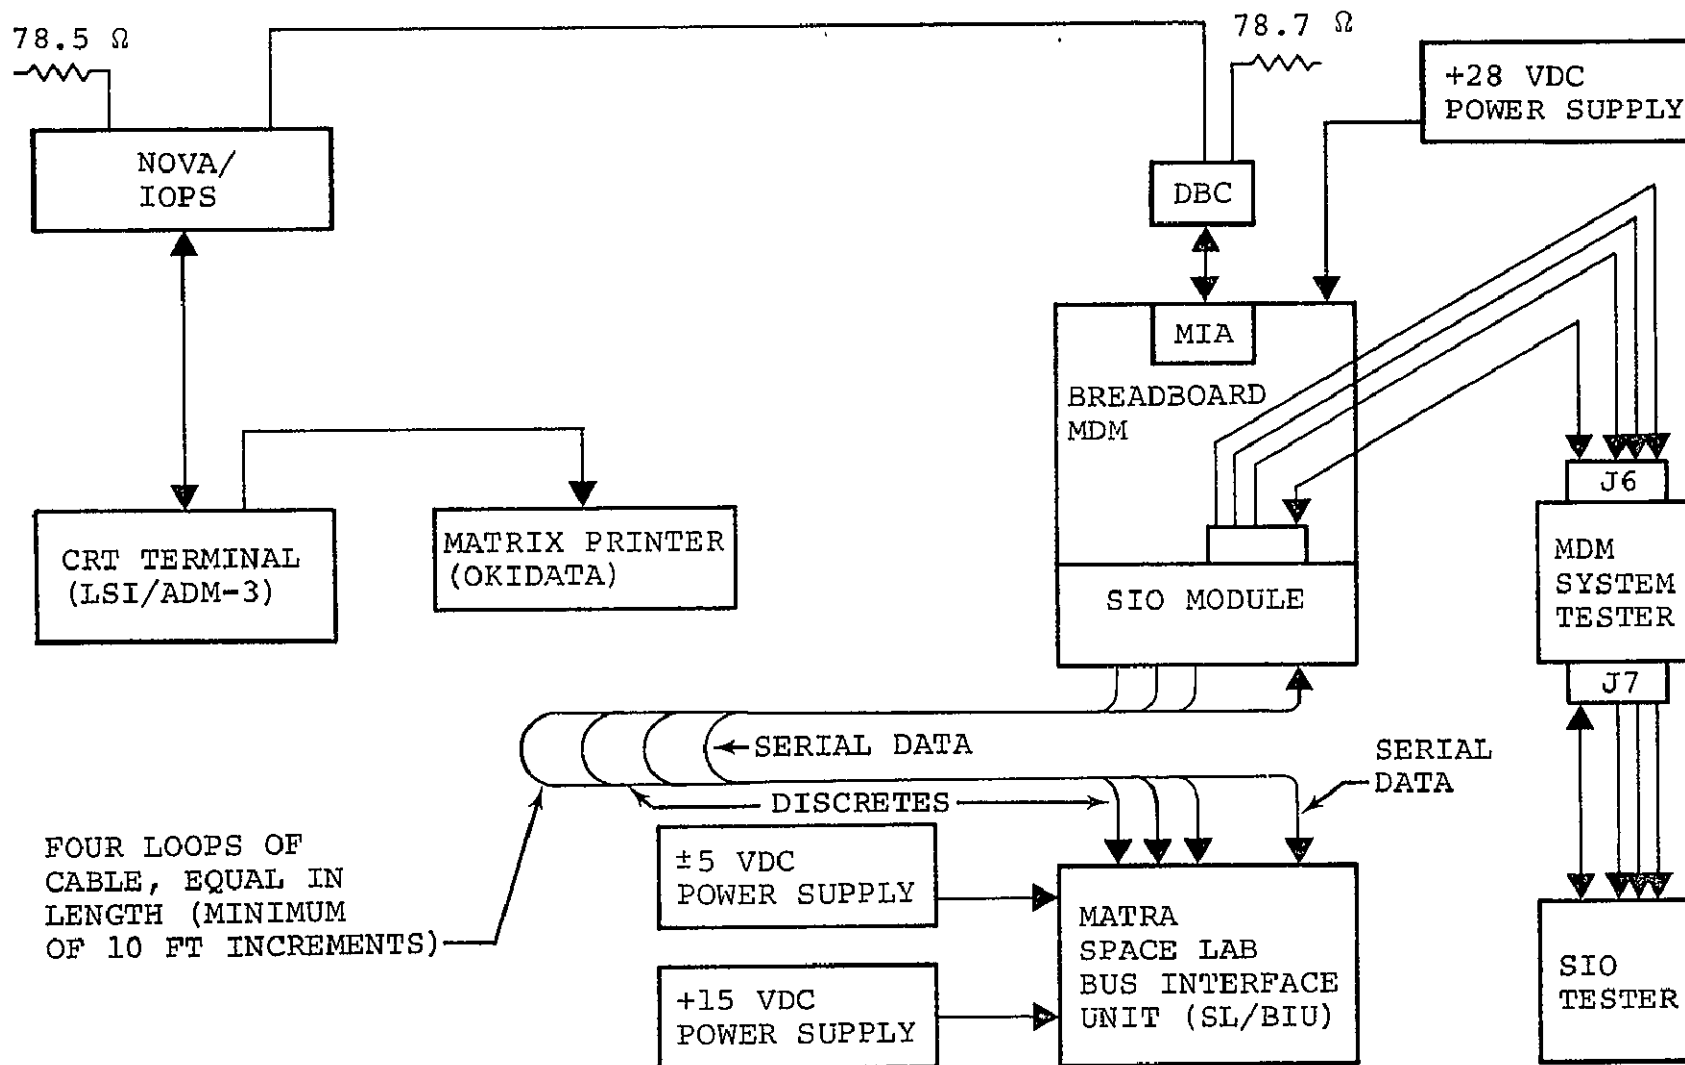 78.5 Ω
78.7 Ω
+28 VDC
POWER SUPPLY
NOVA/
IOPS
DBC
MIA
BREADBOARD
MDM
J6
CRT TERMINAL
(LSI/ADM-3)
MATRIX PRINTER
(OKIDATA)
SIO MODULE
MDM
SYSTEM
TESTER
J7
SERIAL DATA
SERIAL
DATA
DISCRETES
FOUR LOOPS OF
CABLE, EQUAL IN
LENGTH (MINIMUM
OF 10 FT INCREMENTS)
±5 VDC
POWER SUPPLY
+15 VDC
POWER SUPPLY
MATRA
SPACE LAB
BUS INTERFACE
UNIT (SL/BIU)
SIO
TESTER